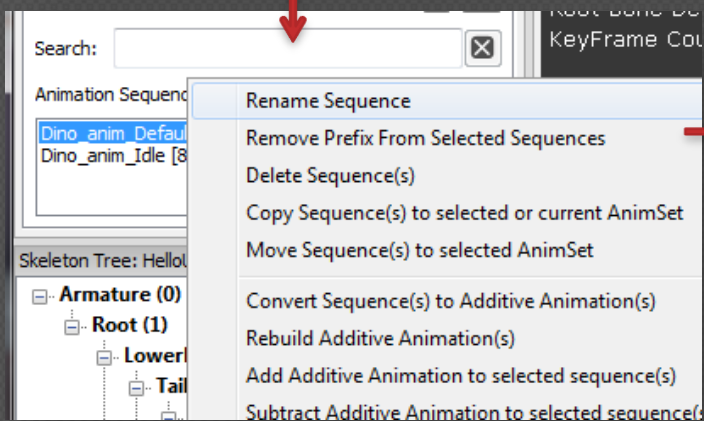 KeyFrame Cou
Search:
Animation Sequenc
Dino_anim_Defaul
Dino_anim_Idle [8
Rename Sequence
Remove Prefix From Selected Sequences
Delete Sequence(s)
Copy Sequence(s) to selected or current AnimSet
Move Sequence(s) to selected AnimSet
Convert Sequence(s) to Additive Animation(s)
Rebuild Additive Animation(s)
Add Additive Animation to selected sequence(s)
Subtract Additive Animation to selected sequence(s
Skeleton Tree: HelloU
Armature (0)
Root (1)
Lower
Tail